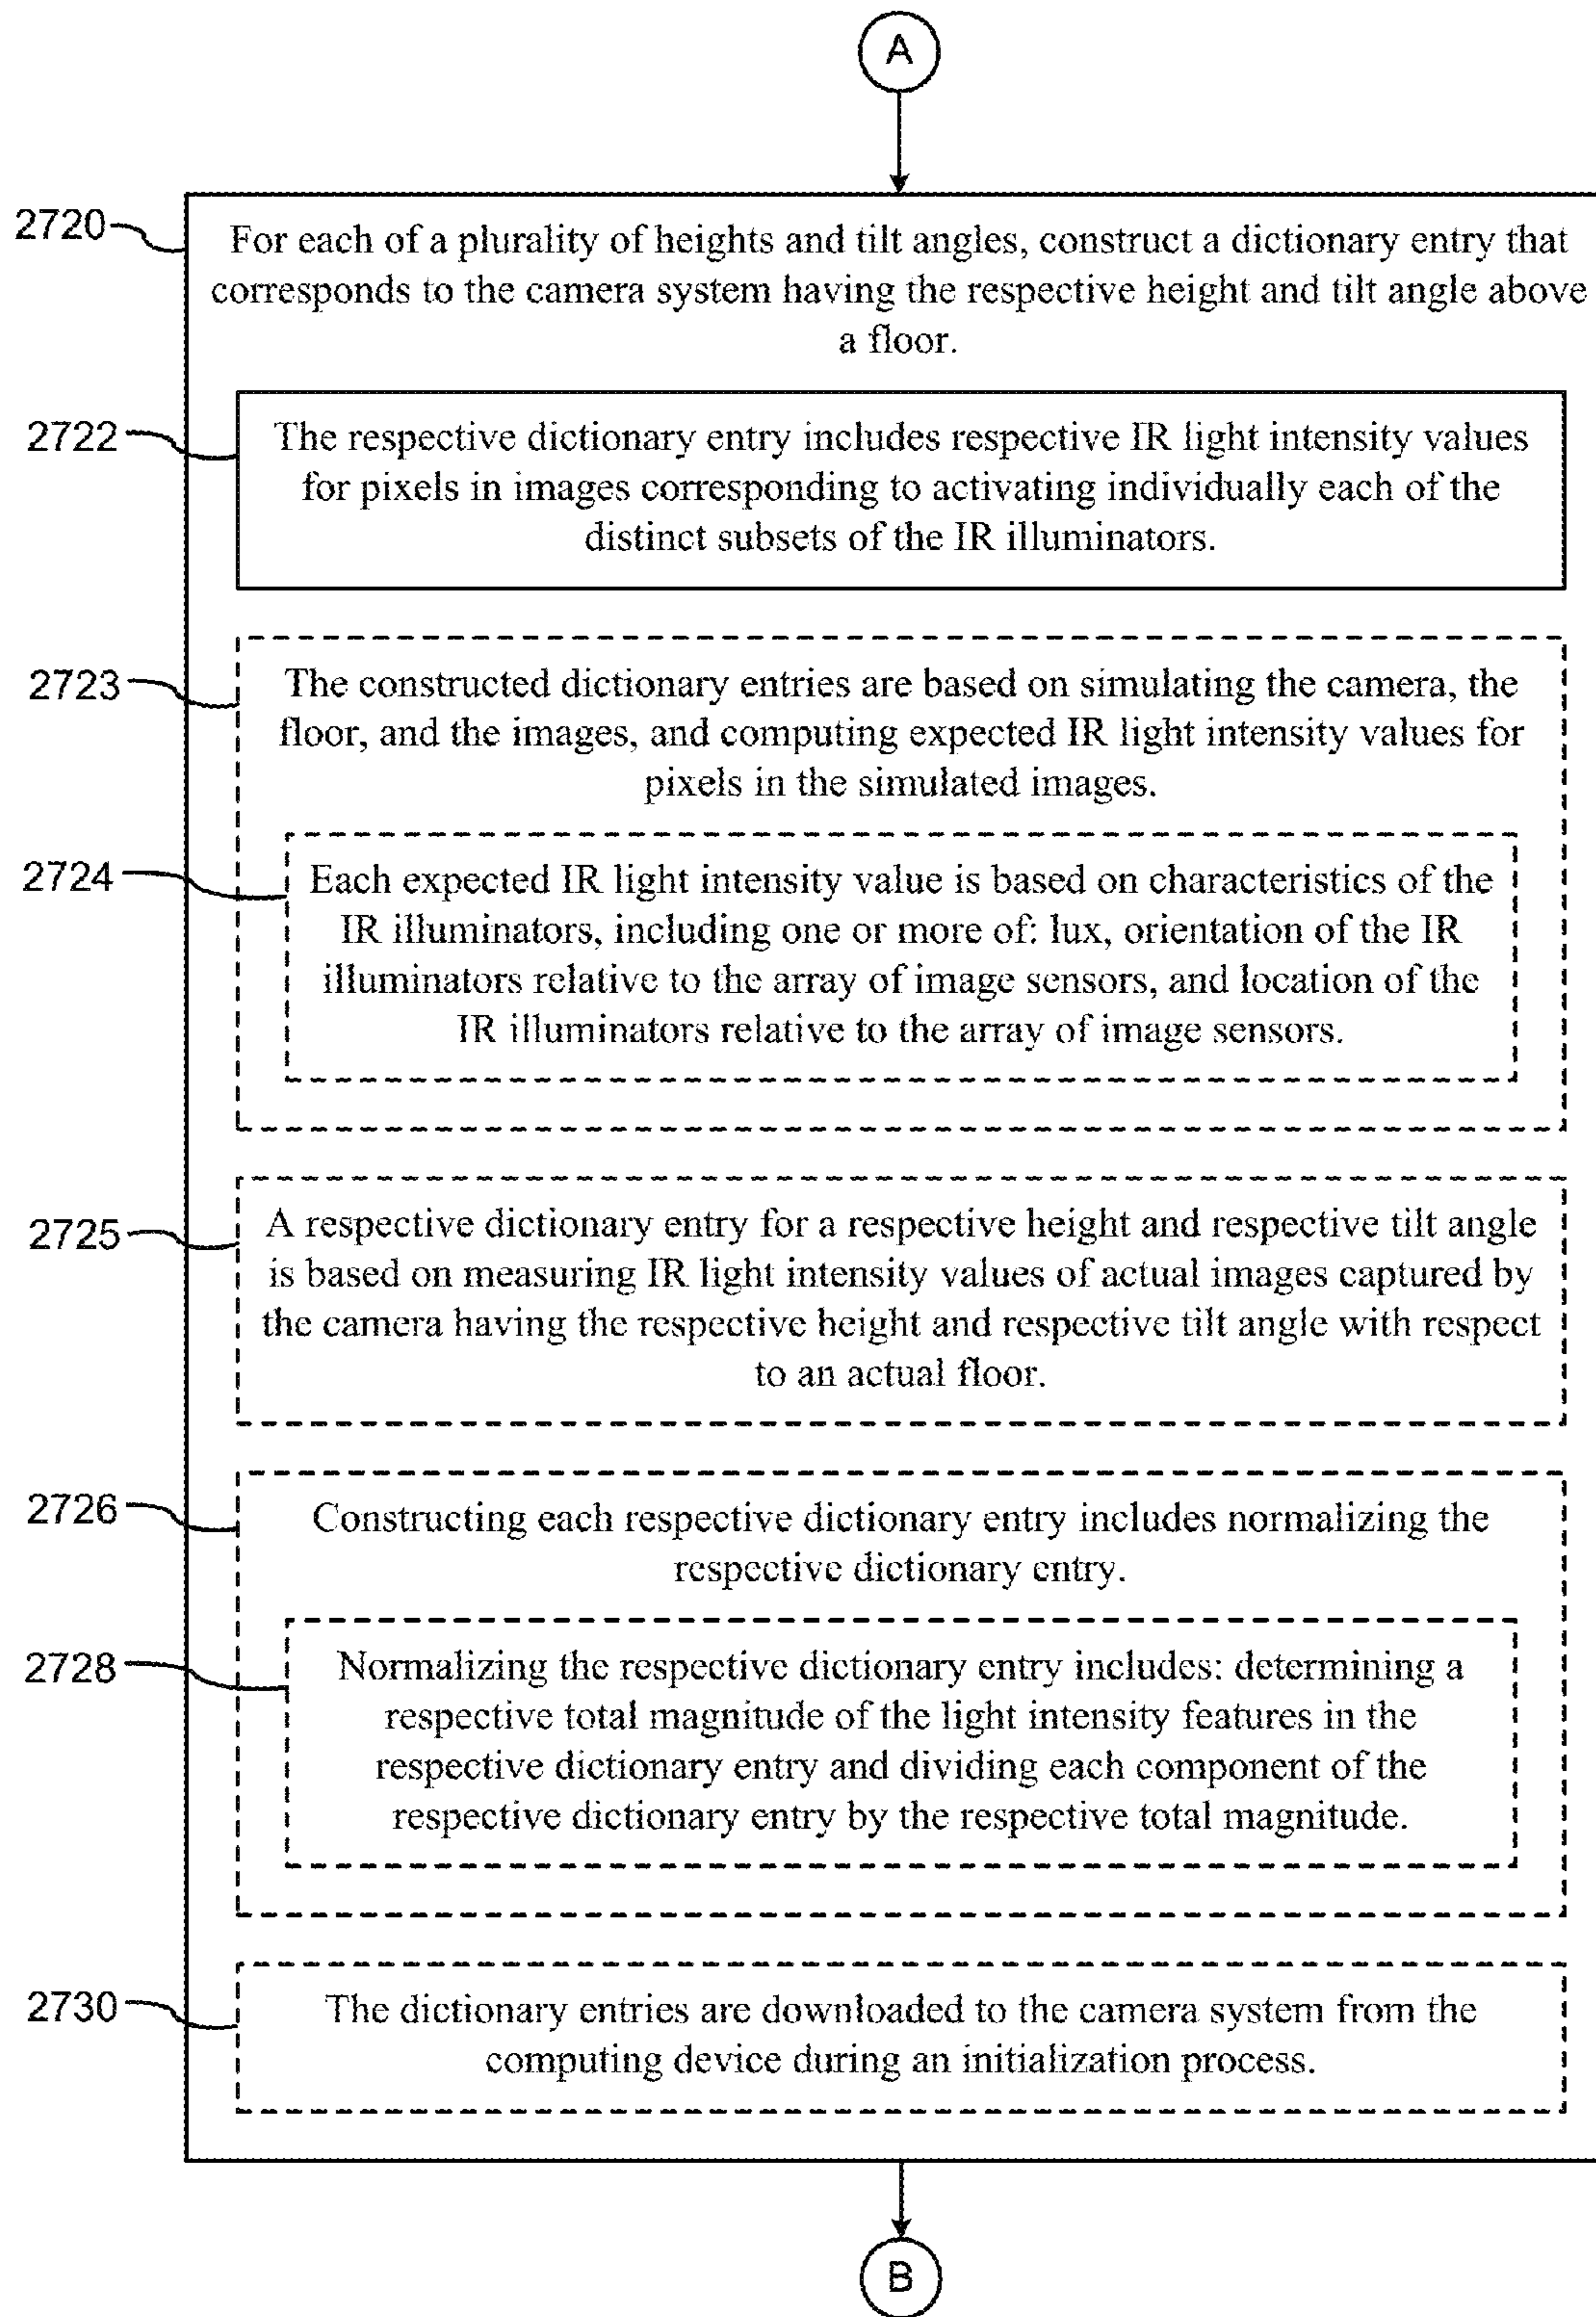 A
2720
For each of a plurality of heights and tilt angles, construct a dictionary entry that
corresponds to the camera system having the respective height and tilt angle above
a floor.
2722
The respective dictionary entry includes respective IR light intensity values
for pixels in images corresponding to activating individually each of the
distinct subsets of the IR illuminators.
2723
The constructed dictionary entries are based on simulating the camera, the
floor, and the images, and computing expected IR light intensity values for
pixels in the simulated images.
2724
Each expected IR light intensity value is based on characteristics of the
IR illuminators, including one or more of: lux, orientation of the IR
illuminators relative to the array of image sensors, and location of the
IR illuminators relative to the array of image sensors.
2725
A respective dictionary entry for a respective height and respective tilt angle
is based on measuring IR light intensity values of actual images captured by
the camera having the respective height and respective tilt angle with respect
to an actual floor.
2726
Constructing each respective dictionary entry includes normalizing the
respective dictionary entry.
2728
Normalizing the respective dictionary entry includes: determining a
respective total magnitude of the light intensity features in the
respective dictionary entry and dividing each component of the
respective dictionary entry by the respective total magnitude.
2730
The dictionary entries are downloaded to the camera system from the
computing device during an initialization process.
B